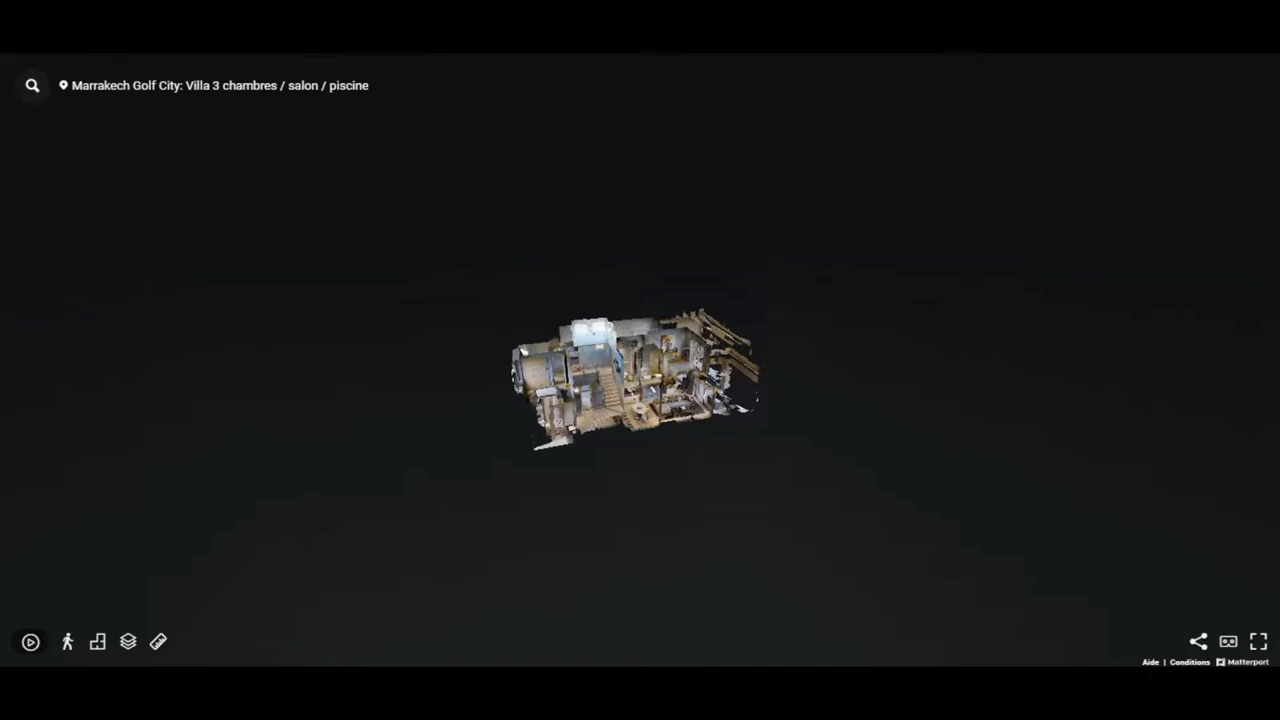 Marrakech Golf City: Villa 3 chambres / salon / piscine
Aide | Conditions Matterport